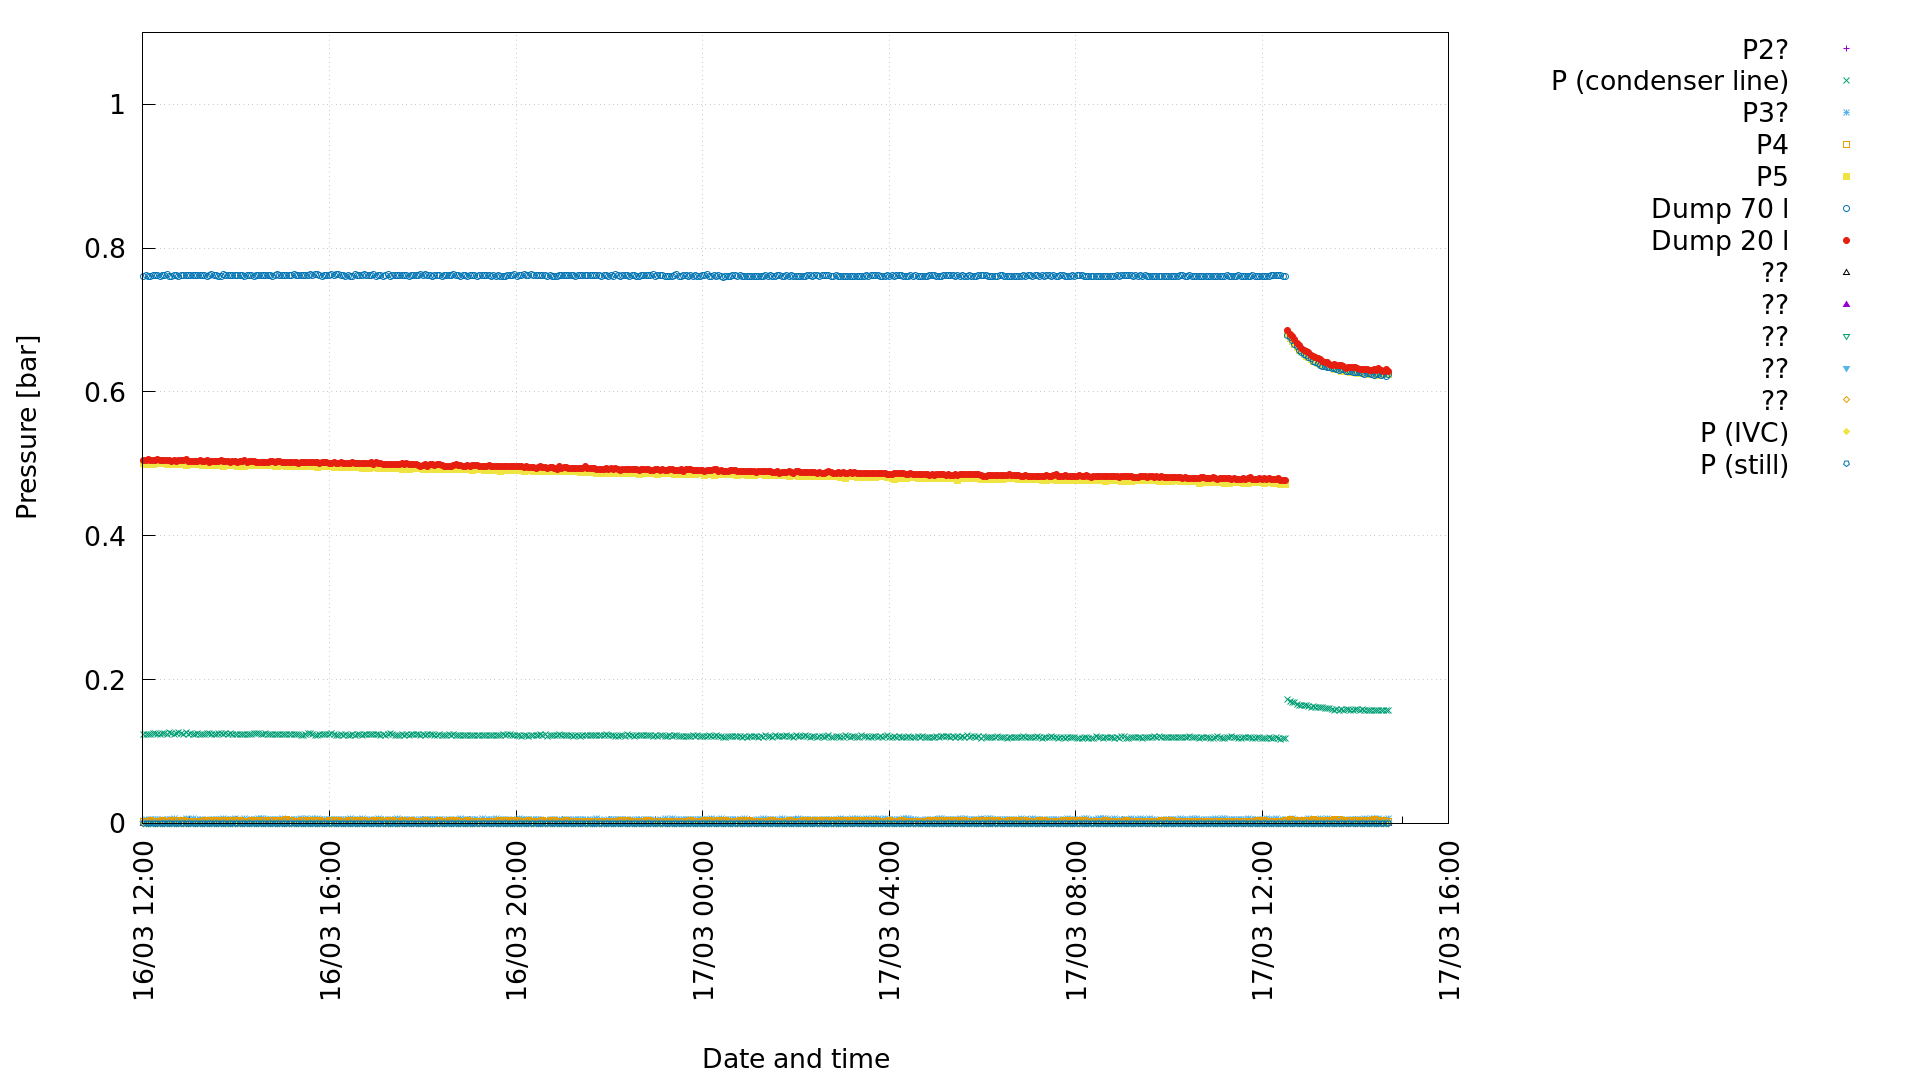 P2?
P (condenser line)
P3?
P4
P5
Dump 70 l
Dump 20 l
??
??
??
??
??
P (IVC)
P (still)
Pressure [bar]
1
0.8
0.6
0.4
0.2
0
16/03 12:00
16/03 16:00
16/03 20:00
17/03 00:00
17/03 04:00
17/03 08:00
17/03 12:00
17/03 16:00
Date and time